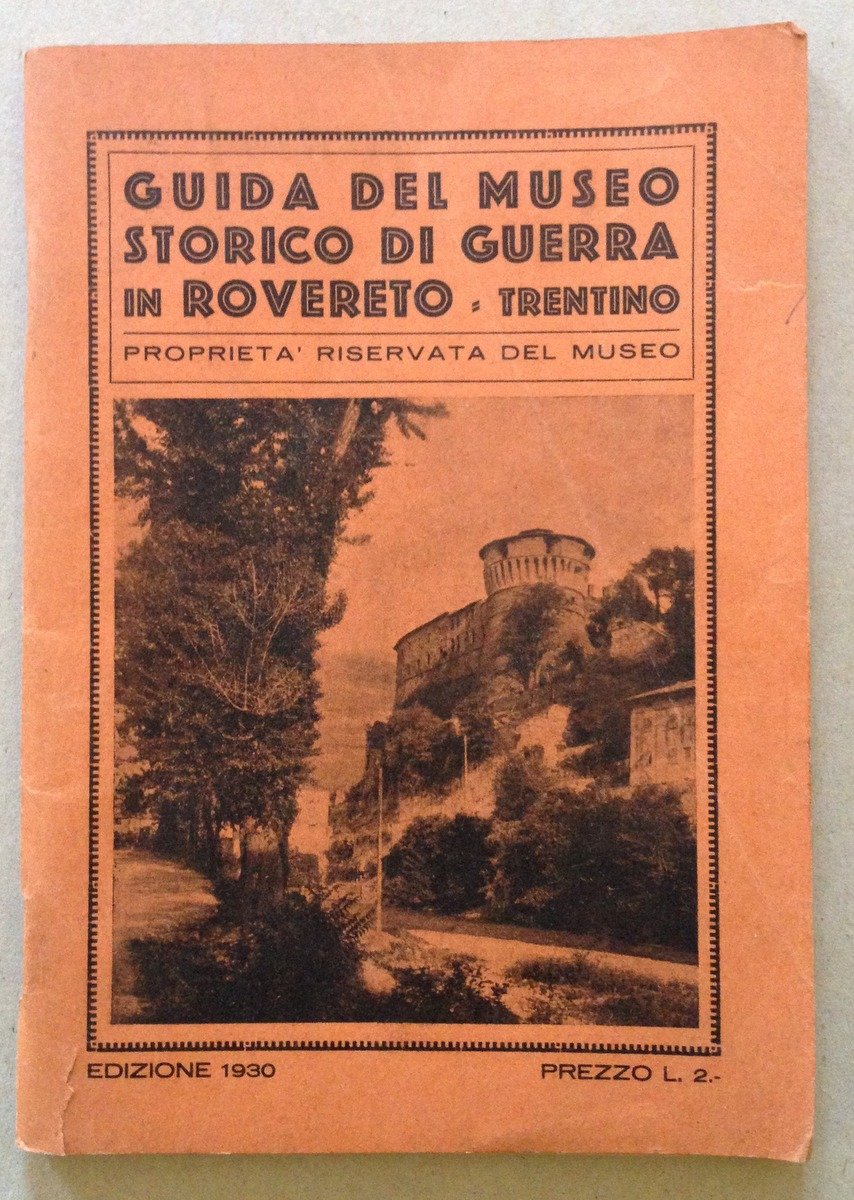 GUIDA DEL MUSEO
STORICO DI GUERRA
IN ROVERETO - TRENTINO
PROPRIETA' RISERVATA DEL MUSEO
EDIZIONE 1930
PREZZO L. 2.-